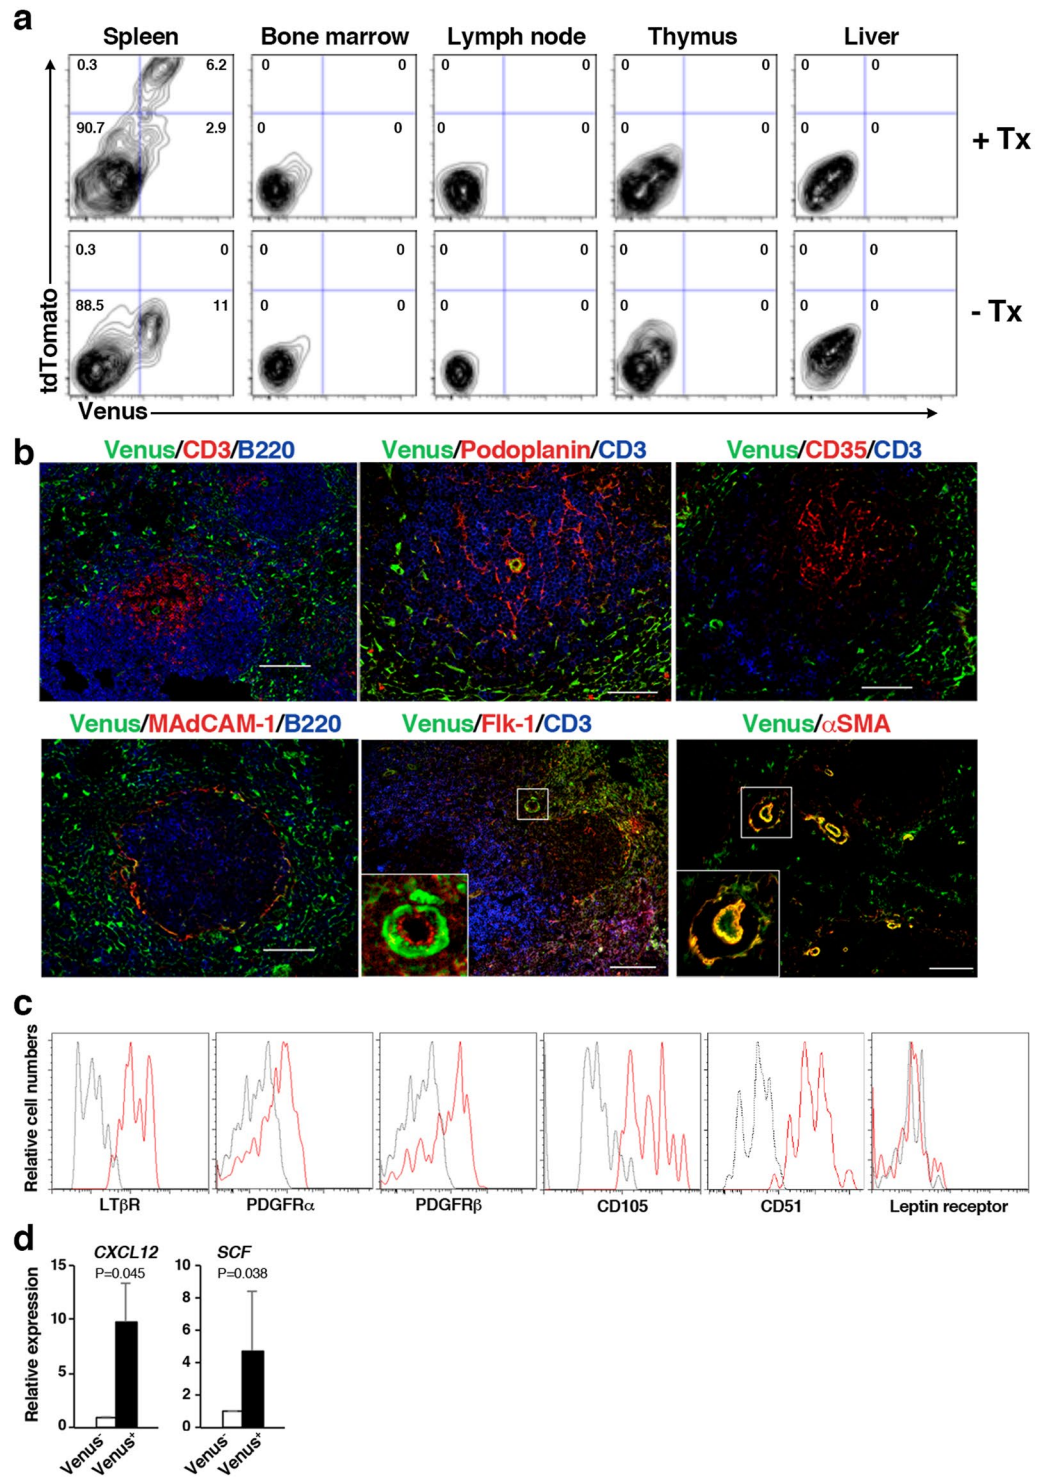 a
Spleen Bone marrow Lymph node Thymus Liver
0.3 6.2 0 0 0 0 0 0 0 0
90.7 2.9 0 0 0 0 0 0 0 0
+ Tx
0.3 0 0 0 0 0 0 0 0 0
88.5 11 0 0 0 0 0 0 0 0
- Tx
tdTomato
Venus
b
Venus/CD3/B220 Venus/Podoplanin/CD3 Venus/CD35/CD3
Venus/MAdCAM-1/B220 Venus/Flk-1/CD3 Venus/αSMA
c
Relative cell numbers
LTβR PDGFRα PDGFRβ CD105 CD51 Leptin receptor
d
CXCL12 SCF
P=0.045 P=0.038
Relative expression
15
10
5
0
10
8
6
4
2
0
Venus⁻ Venus⁺ Venus⁻ Venus⁺